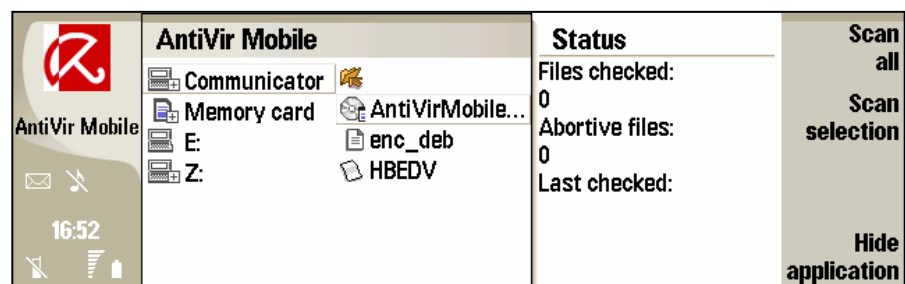 AntiVir Mobile
16:52
AntiVir Mobile
Communicator
Memory card
E:
Z:
AntiVirMobile...
enc_deb
HBEDV
Status
Files checked:
0
Abortive files:
0
Last checked:
Scan
all
Scan
selection
Hide
application